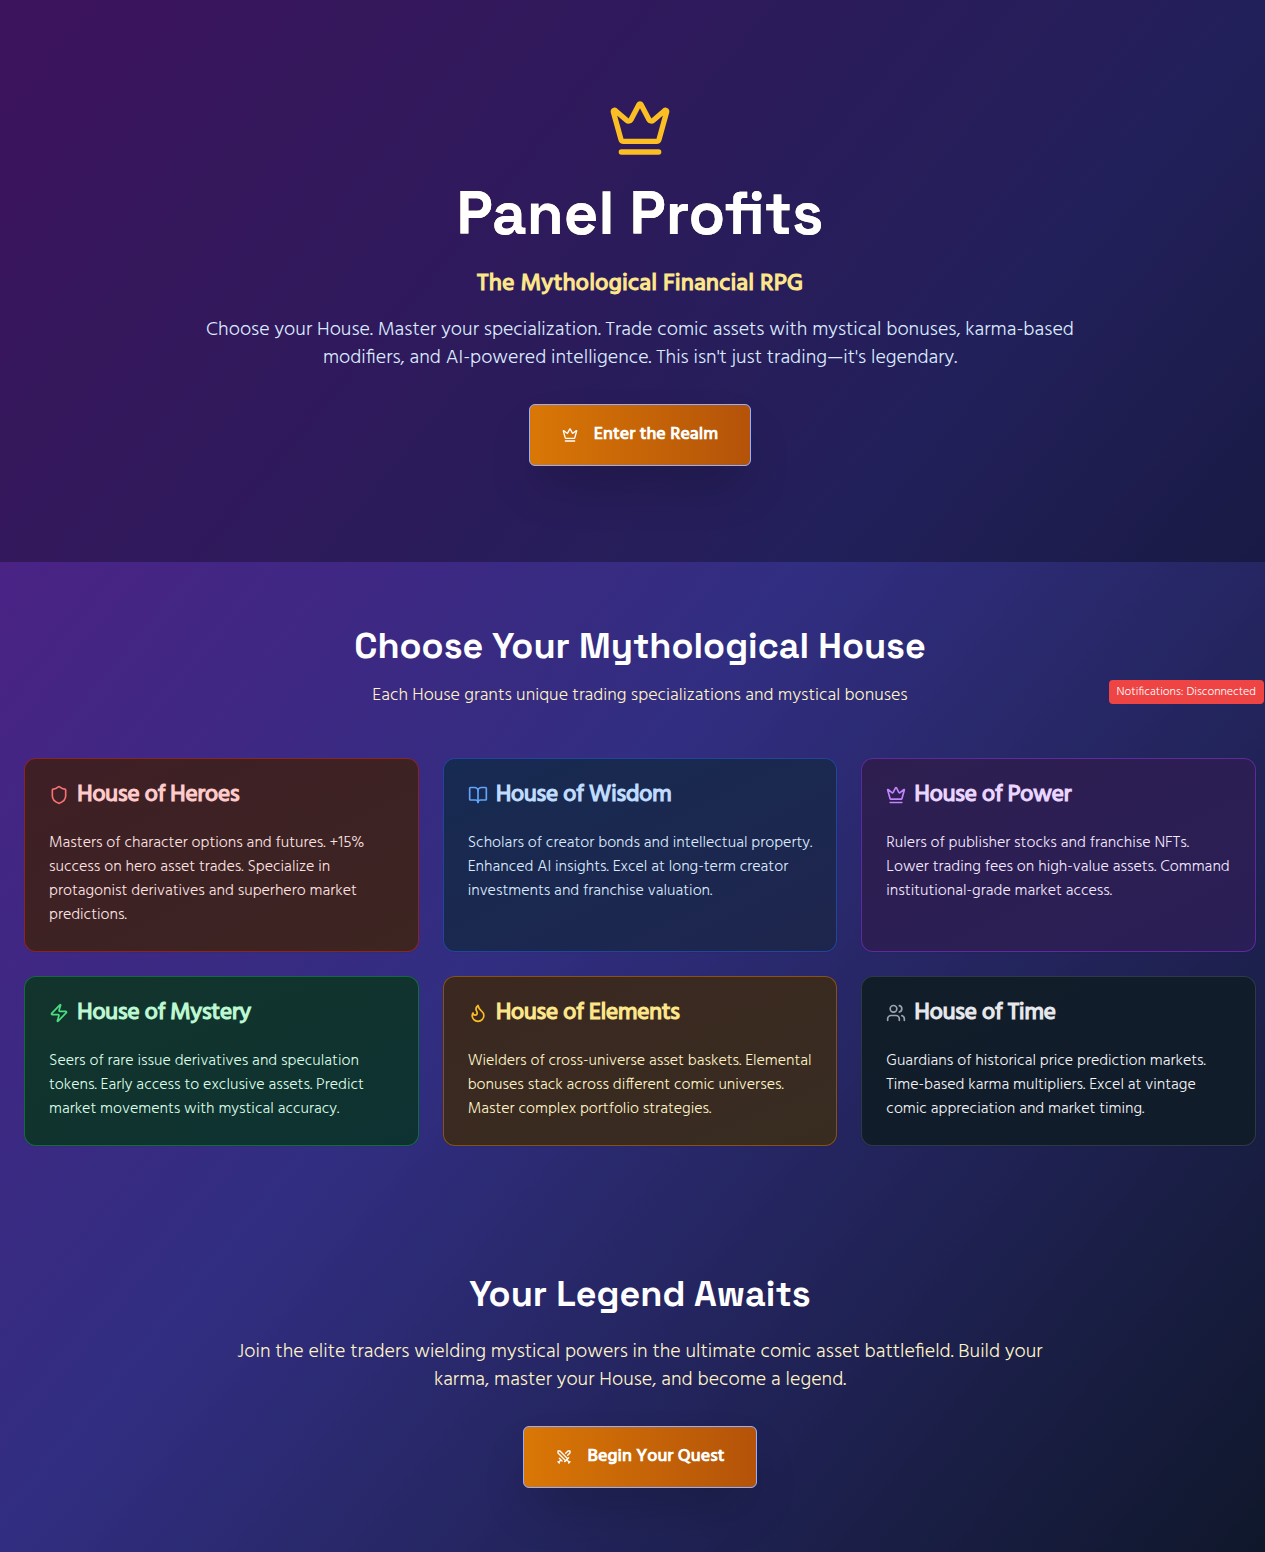 Panel Profits
The Mythological Financial RPG
Choose your House. Master your specialization. Trade comic assets with mystical bonuses, karma-based
modifiers, and AI-powered intelligence. This isn't just trading—it's legendary.
Enter the Realm
Choose Your Mythological House
Each House grants unique trading specializations and mystical bonuses
Notifications: Disconnected
House of Heroes
Masters of character options and futures. +15%
success on hero asset trades. Specialize in
protagonist derivatives and superhero market
predictions.
House of Wisdom
Scholars of creator bonds and intellectual property.
Enhanced AI insights. Excel at long-term creator
investments and franchise valuation.
House of Power
Rulers of publisher stocks and franchise NFTs.
Lower trading fees on high-value assets. Command
institutional-grade market access.
House of Mystery
Seers of rare issue derivatives and speculation
tokens. Early access to exclusive assets. Predict
market movements with mystical accuracy.
House of Elements
Wielders of cross-universe asset baskets. Elemental
bonuses stack across different comic universes.
Master complex portfolio strategies.
House of Time
Guardians of historical price prediction markets.
Time-based karma multipliers. Excel at vintage
comic appreciation and market timing.
Your Legend Awaits
Join the elite traders wielding mystical powers in the ultimate comic asset battlefield. Build your
karma, master your House, and become a legend.
Begin Your Quest